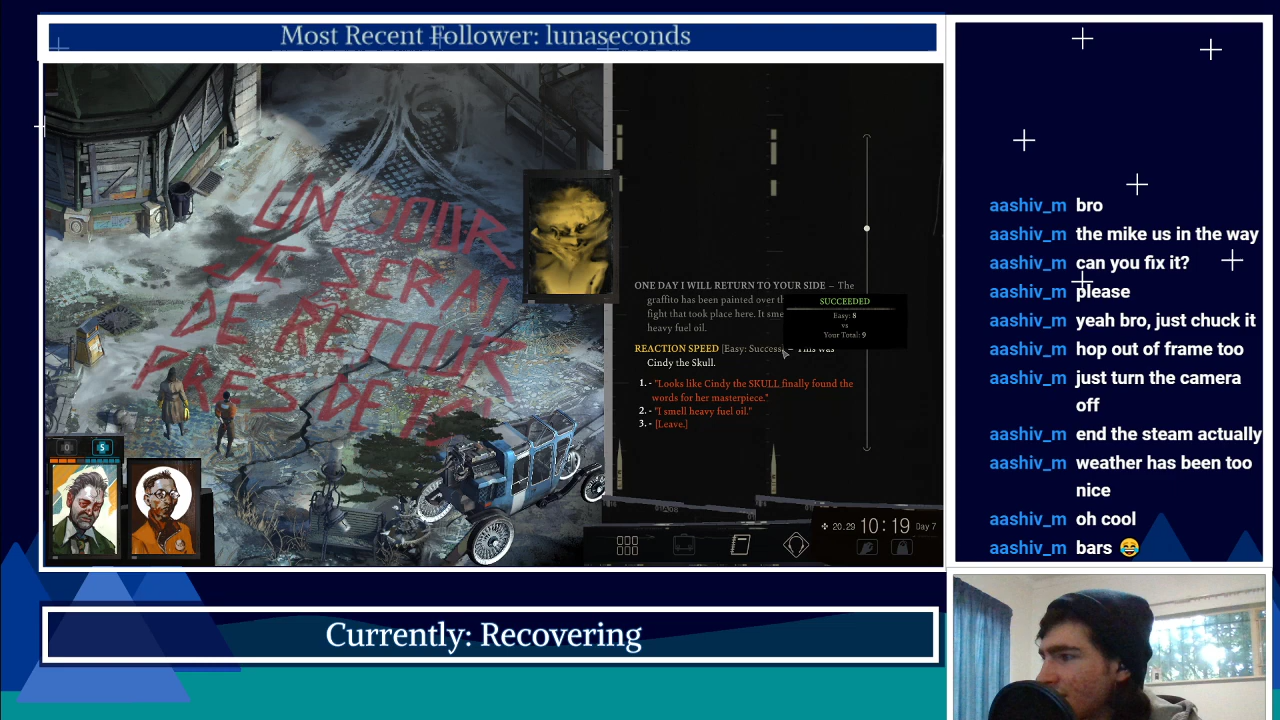 Most Recent Follower: lunaseconds
UN JOUR
JE SERAI
DE RETOUR
PRÈS DE TOI
ONE DAY I WILL RETURN TO YOUR SIDE – The
graffito has been painted over th
fight that took place here. It sme
heavy fuel oil.
SUCCEEDED
Easy: 8
vs
Your Total: 9
REACTION SPEED [Easy: Success] – This was
Cindy the Skull.
1. - "Looks like Cindy the SKULL finally found the
words for her masterpiece."
2. - "I smell heavy fuel oil."
3. - [Leave.]
5
20.29 10:19 Day 7
aashiv_m bro
aashiv_m the mike us in the way
aashiv_m can you fix it?
aashiv_m please
aashiv_m yeah bro, just chuck it
aashiv_m hop out of frame too
aashiv_m just turn the camera
off
aashiv_m end the steam actually
aashiv_m weather has been too
nice
aashiv_m oh cool
aashiv_m bars 😂
Currently: Recovering